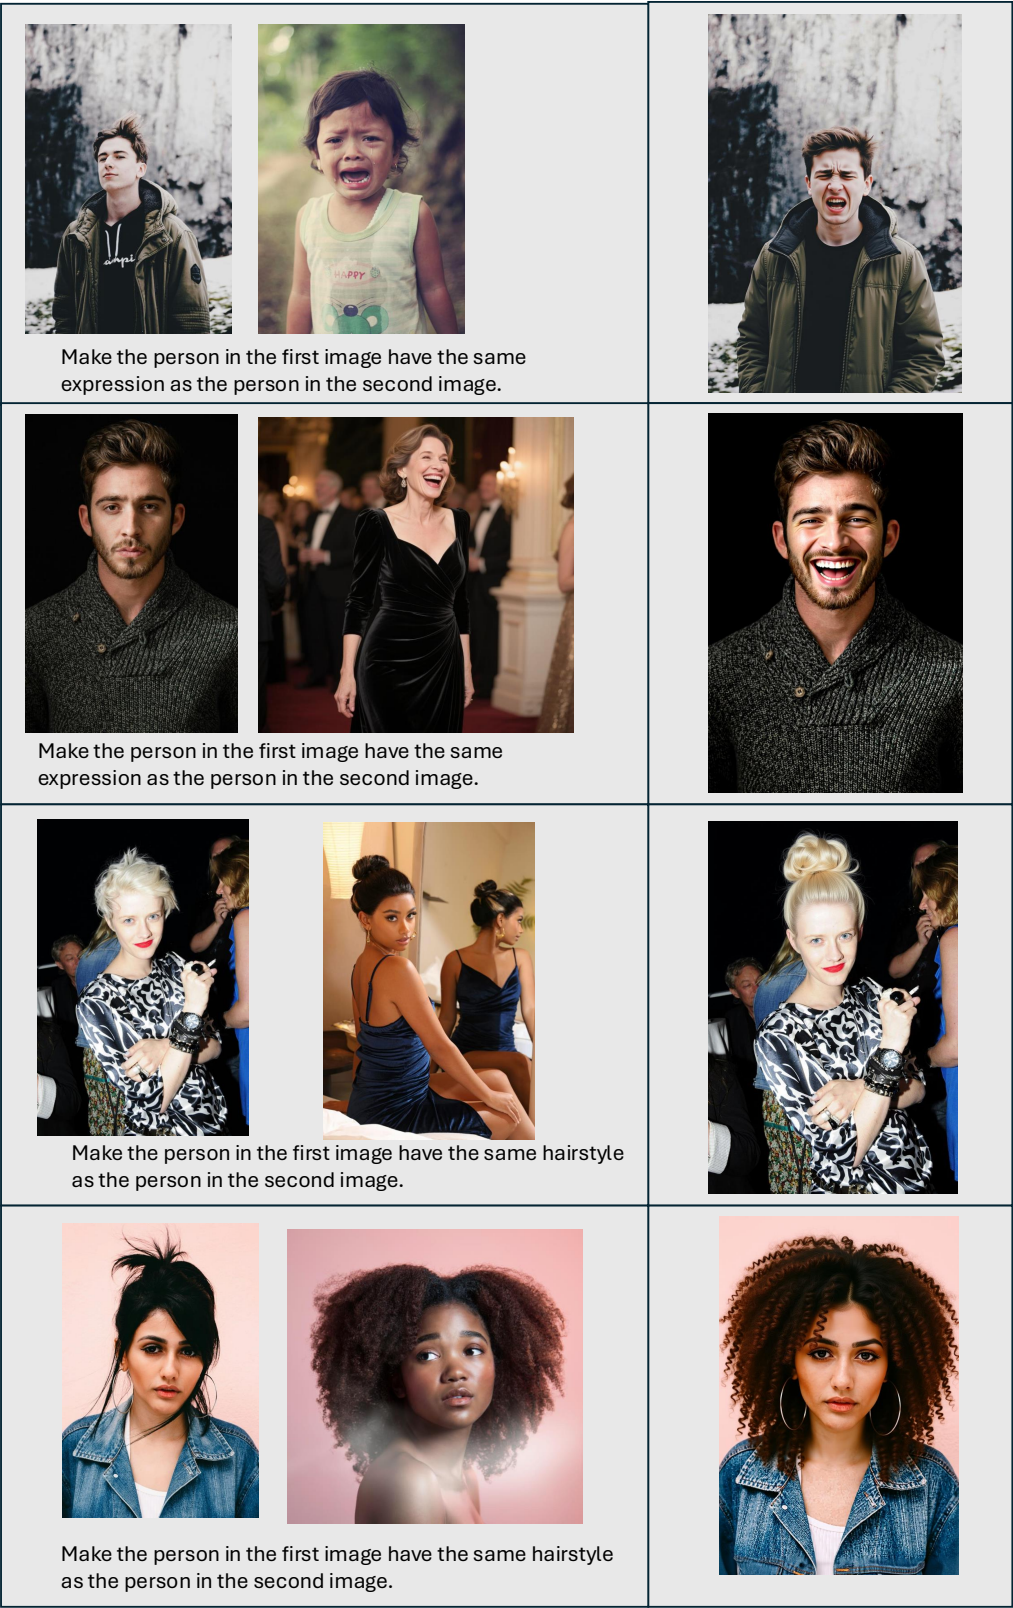 anpi
HAPPY
Make the person in the first image have the same
expression as the person in the second image.
Make the person in the first image have the same
expression as the person in the second image.
Make the person in the first image have the same hairstyle
as the person in the second image.
Make the person in the first image have the same hairstyle
as the person in the second image.